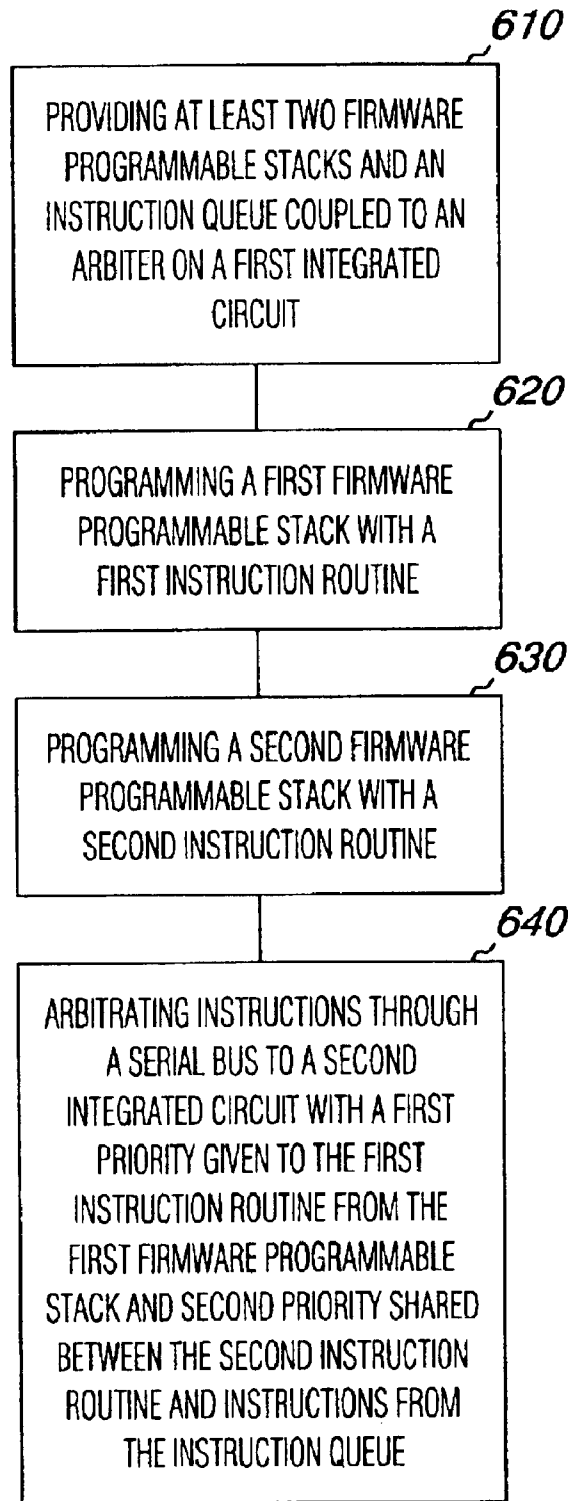 610
PROVIDING AT LEAST TWO FIRMWARE
PROGRAMMABLE STACKS AND AN
INSTRUCTION QUEUE COUPLED TO AN
ARBITER ON A FIRST INTEGRATED
CIRCUIT
620
PROGRAMMING A FIRST FIRMWARE
PROGRAMMABLE STACK WITH A
FIRST INSTRUCTION ROUTINE
630
PROGRAMMING A SECOND FIRMWARE
PROGRAMMABLE STACK WITH A
SECOND INSTRUCTION ROUTINE
640
ARBITRATING INSTRUCTIONS THROUGH
A SERIAL BUS TO A SECOND
INTEGRATED CIRCUIT WITH A FIRST
PRIORITY GIVEN TO THE FIRST
INSTRUCTION ROUTINE FROM THE
FIRST FIRMWARE PROGRAMMABLE
STACK AND SECOND PRIORITY SHARED
BETWEEN THE SECOND INSTRUCTION
ROUTINE AND INSTRUCTIONS FROM
THE INSTRUCTION QUEUE